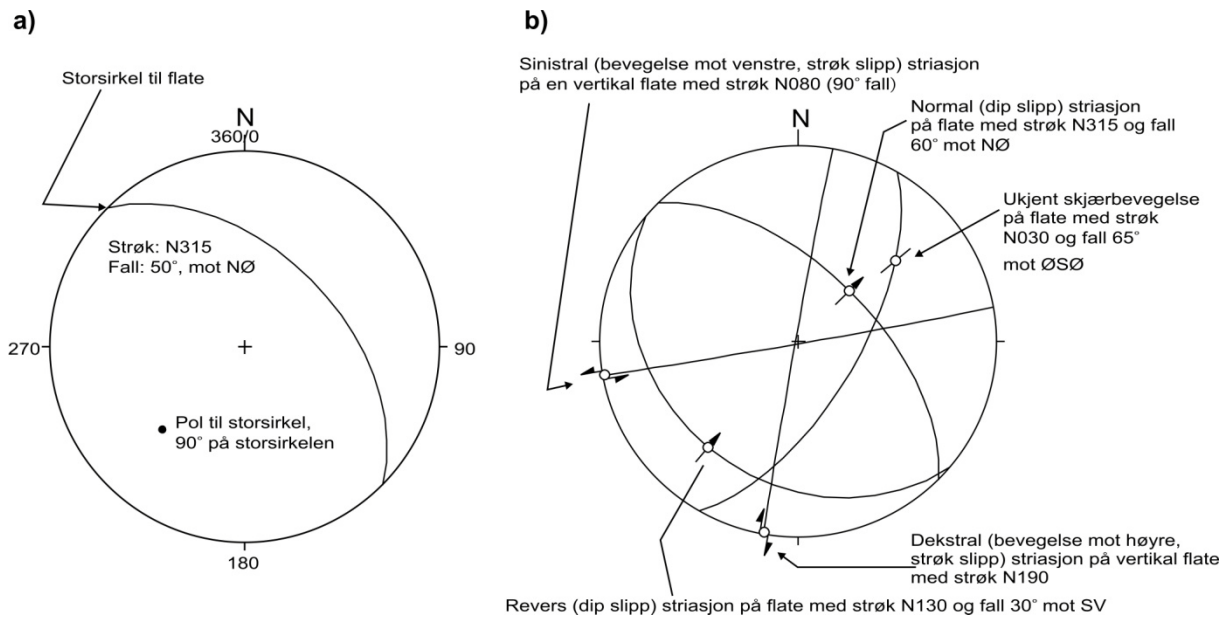 a)
Storsirkel til flate
N
360/0
Strøk: N315
Fall: 50°, mot NØ
270
90
Pol til storsirkel,
90° på storsirkelen
180
b)
Sinistral (bevegelse mot venstre, strøk slipp) striasjon
på en vertikal flate med strøk N080 (90° fall)
N
Normal (dip slipp) striasjon
på flate med strøk N315 og fall
60° mot NØ
Ukjent skjærbevegelse
på flate med strøk
N030 og fall 65°
mot ØSØ
Dekstral (bevegelse mot høyre,
strøk slipp) striasjon på vertikal flate
med strøk N190
Revers (dip slipp) striasjon på flate med strøk N130 og fall 30° mot SV